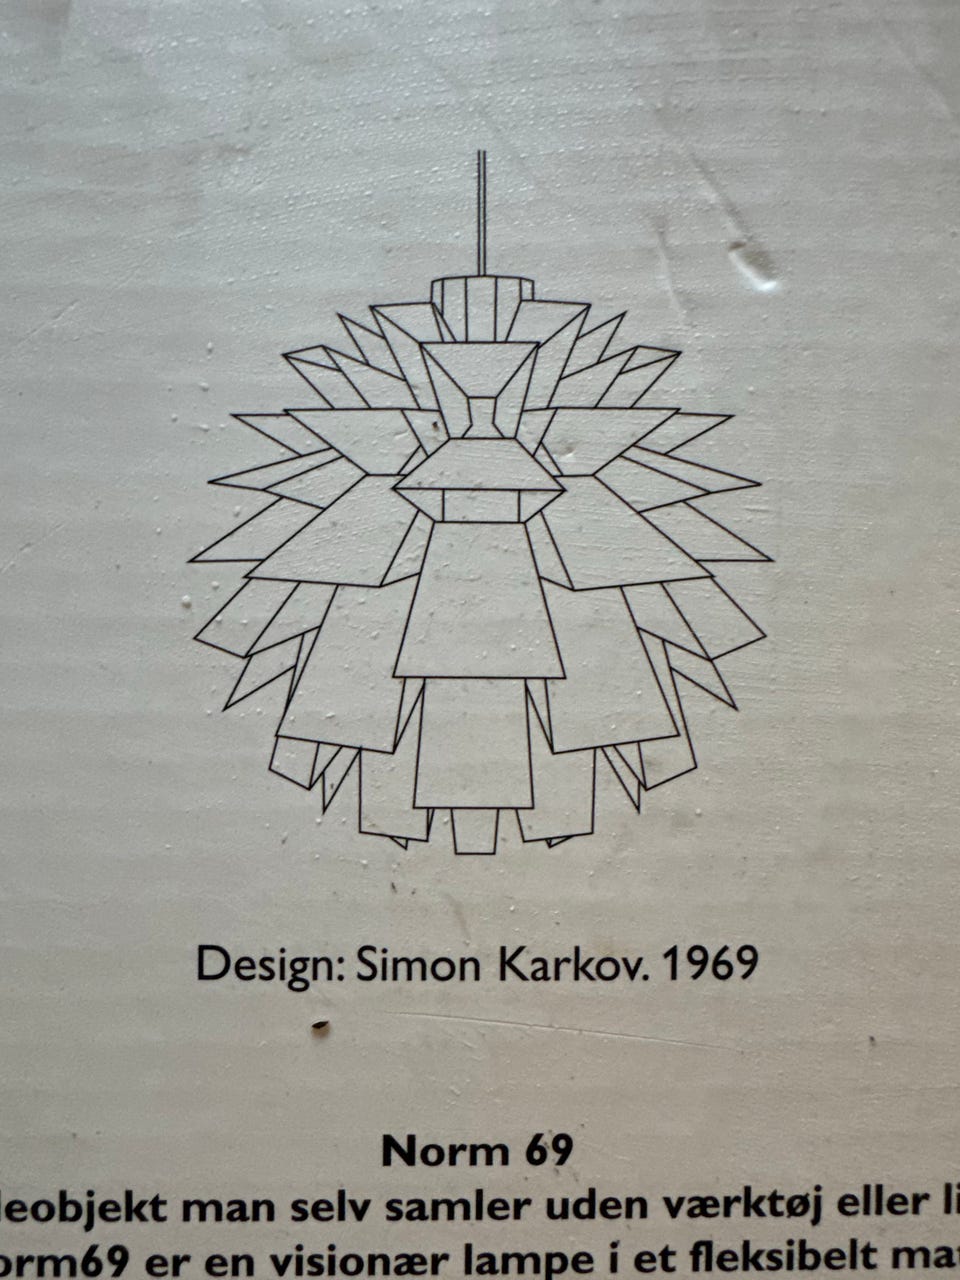 Design: Simon Karkov. 1969
Norm 69
man selv samler uden værktøj eller
er en visionær lampe i et fleksibelt